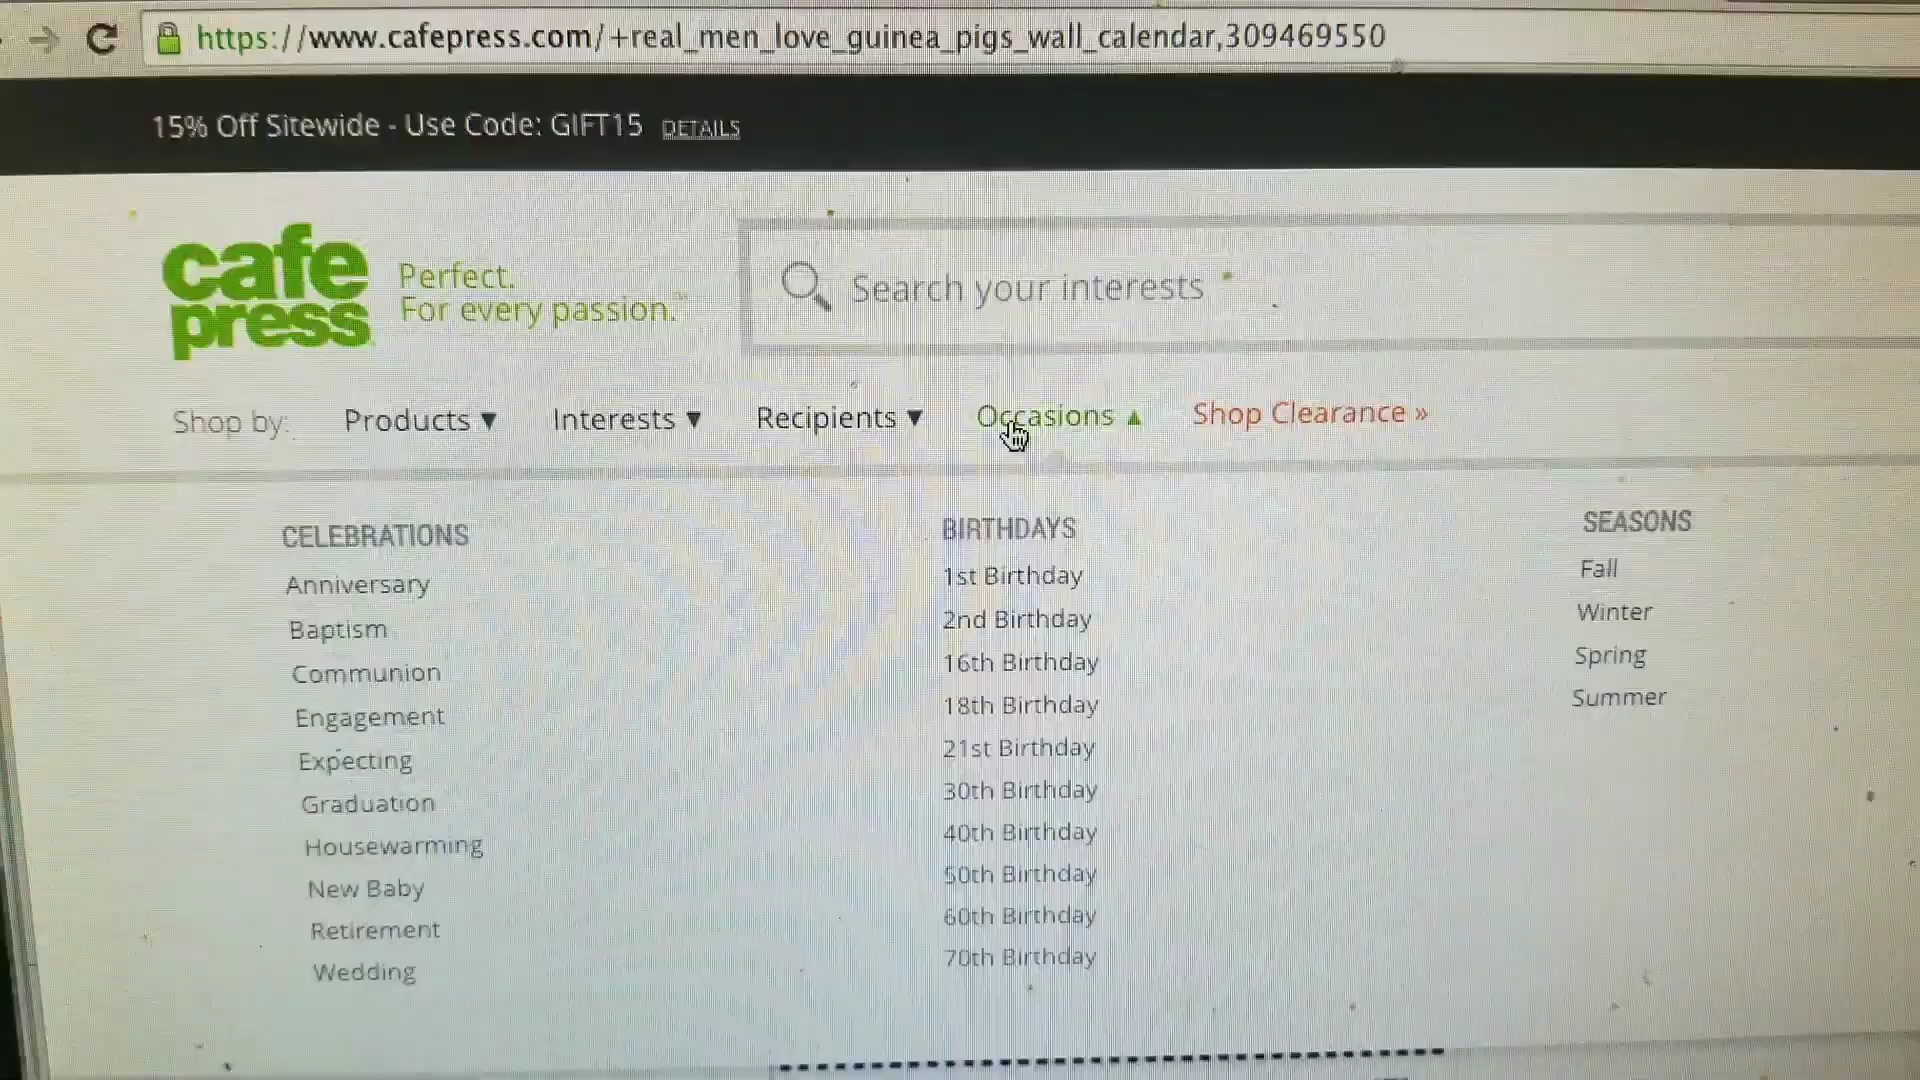 https://www.cafepress.com/+real_men_love_guinea_pigs_wall_calendar,309469550
15% Off Sitewide - Use Code: GIFT15 DETAILS
cafe
press
Perfect.
For every passion.™
Search your interests
Shop by: Products ▼ Interests ▼ Recipients ▼ Occasions ▲ Shop Clearance »
CELEBRATIONS
Anniversary
Baptism
Communion
Engagement
Expecting
Graduation
Housewarming
New Baby
Retirement
Wedding
BIRTHDAYS
1st Birthday
2nd Birthday
16th Birthday
18th Birthday
21st Birthday
30th Birthday
40th Birthday
50th Birthday
60th Birthday
70th Birthday
SEASONS
Fall
Winter
Spring
Summer